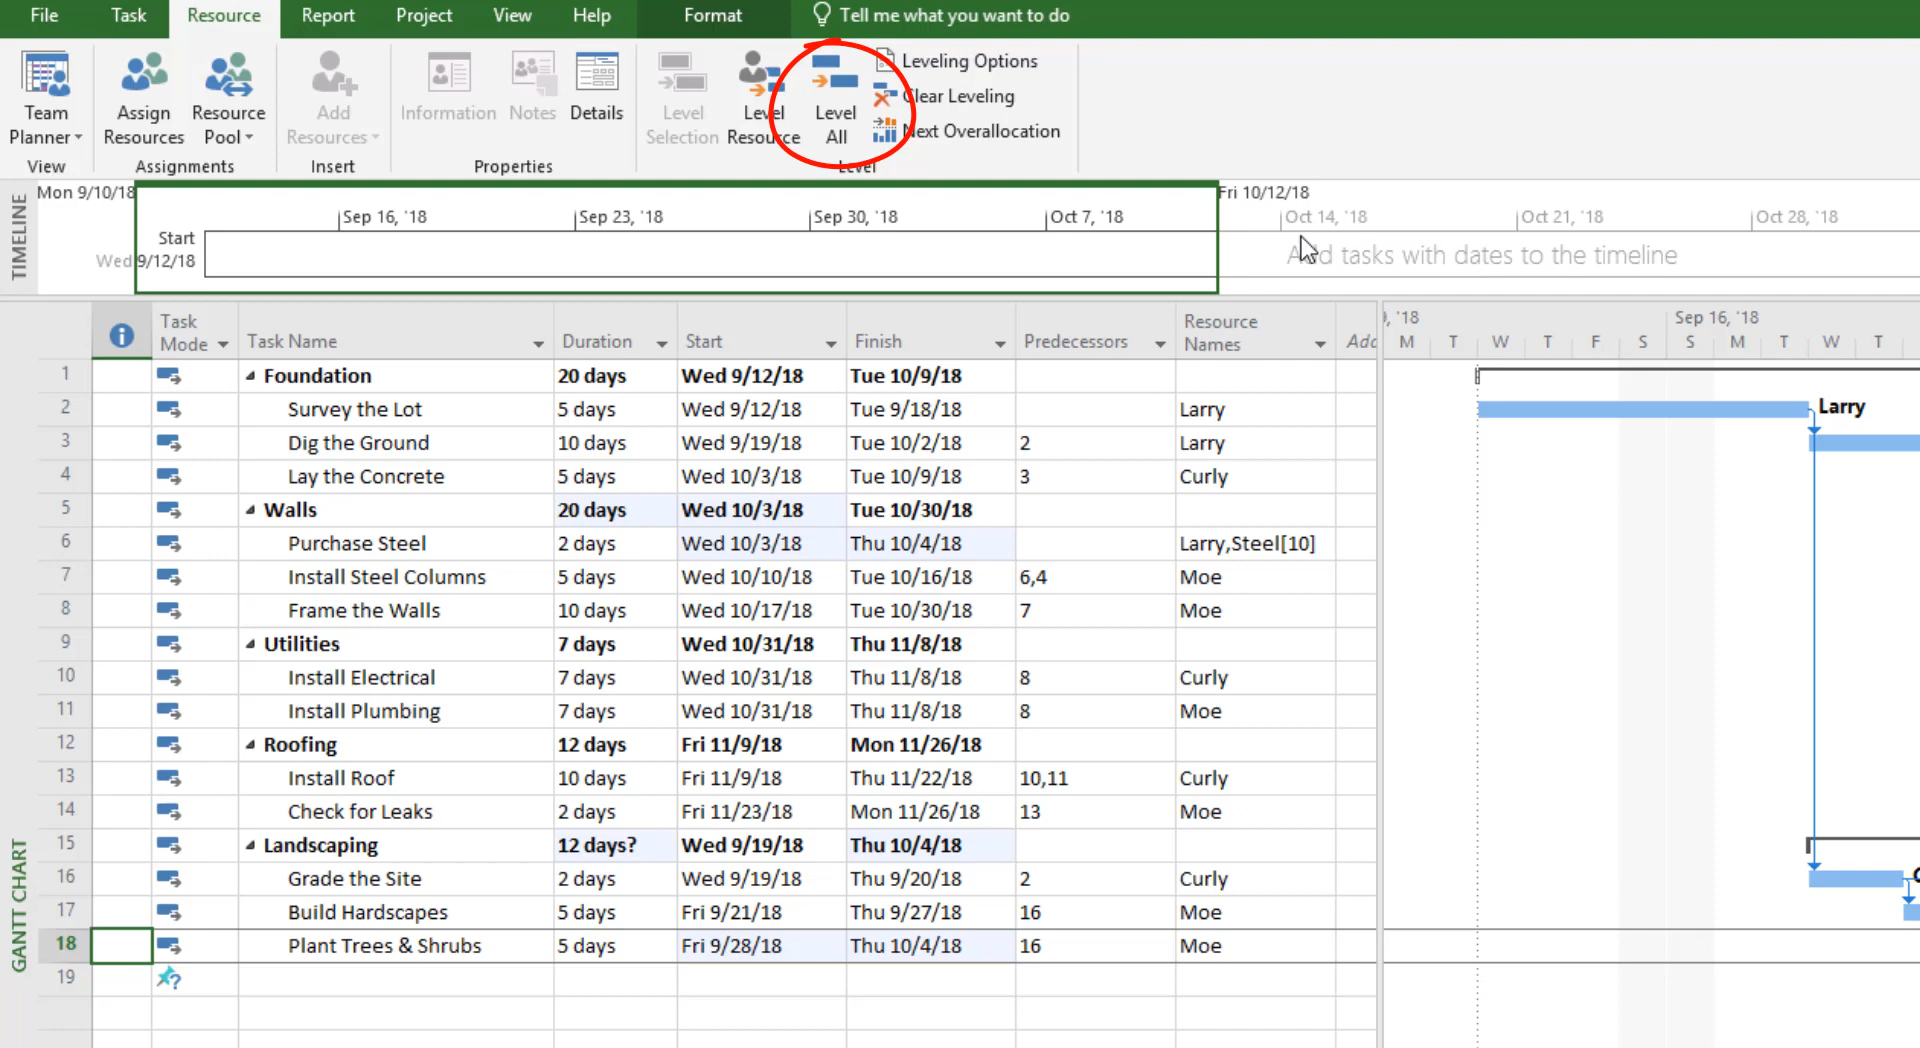 File Task Resource Report Project View Help Format Tell me what you want to do
Team Planner
Assign Resources
Resource Pool
Add Resources
Information
Notes
Details
Level Selection
Level Resource
Level All
Leveling Options
Clear Leveling
Next Overallocation
View Assignments Insert Properties Level
TIMELINE
Mon 9/10/18 Fri 10/12/18
Sep 16, '18 Sep 23, '18 Sep 30, '18 Oct 7, '18 Oct 14, '18 Oct 21, '18 Oct 28, '18
Start
Wed 9/12/18
Add tasks with dates to the timeline
GANTT CHART
Task Mode Task Name Duration Start Finish Predecessors Resource Names Add
, '18 Sep 16, '18
M T W T F S S M T W T
1 Foundation 20 days Wed 9/12/18 Tue 10/9/18
2 Survey the Lot 5 days Wed 9/12/18 Tue 9/18/18 Larry Larry
3 Dig the Ground 10 days Wed 9/19/18 Tue 10/2/18 2 Larry
4 Lay the Concrete 5 days Wed 10/3/18 Tue 10/9/18 3 Curly
5 Walls 20 days Wed 10/3/18 Tue 10/30/18
6 Purchase Steel 2 days Wed 10/3/18 Thu 10/4/18 Larry,Steel[10]
7 Install Steel Columns 5 days Wed 10/10/18 Tue 10/16/18 6,4 Moe
8 Frame the Walls 10 days Wed 10/17/18 Tue 10/30/18 7 Moe
9 Utilities 7 days Wed 10/31/18 Thu 11/8/18
10 Install Electrical 7 days Wed 10/31/18 Thu 11/8/18 8 Curly
11 Install Plumbing 7 days Wed 10/31/18 Thu 11/8/18 8 Moe
12 Roofing 12 days Fri 11/9/18 Mon 11/26/18
13 Install Roof 10 days Fri 11/9/18 Thu 11/22/18 10,11 Curly
14 Check for Leaks 2 days Fri 11/23/18 Mon 11/26/18 13 Moe
15 Landscaping 12 days? Wed 9/19/18 Thu 10/4/18
16 Grade the Site 2 days Wed 9/19/18 Thu 9/20/18 2 Curly
17 Build Hardscapes 5 days Fri 9/21/18 Thu 9/27/18 16 Moe
18 Plant Trees & Shrubs 5 days Fri 9/28/18 Thu 10/4/18 16 Moe
19